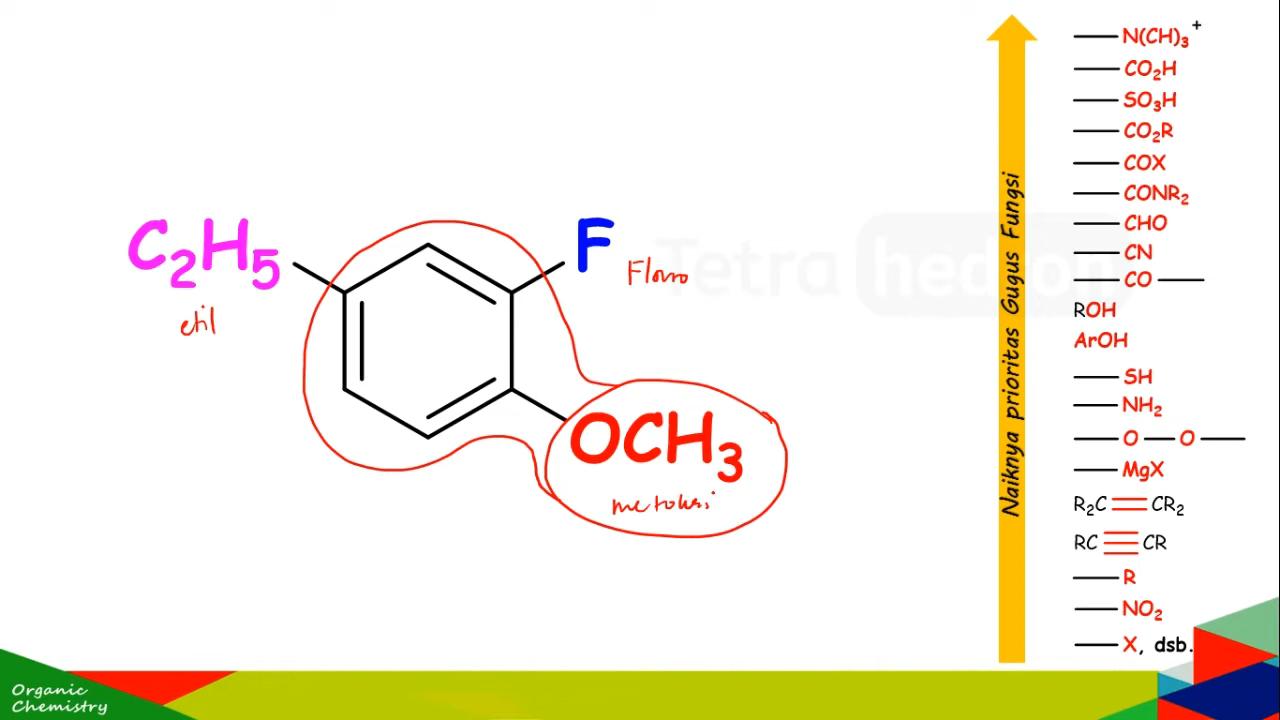 C₂H₅
etil
F
Floro
OCH₃
metoksi
Tetrahedron
Naiknya prioritas Gugus Fungsi
N(CH)₃⁺
CO₂H
SO₃H
CO₂R
COX
CONR₂
CHO
CN
CO
ROH
ArOH
SH
NH₂
O — O
MgX
R₂C = CR₂
RC ≡ CR
R
NO₂
X, dsb.
Organic
Chemistry